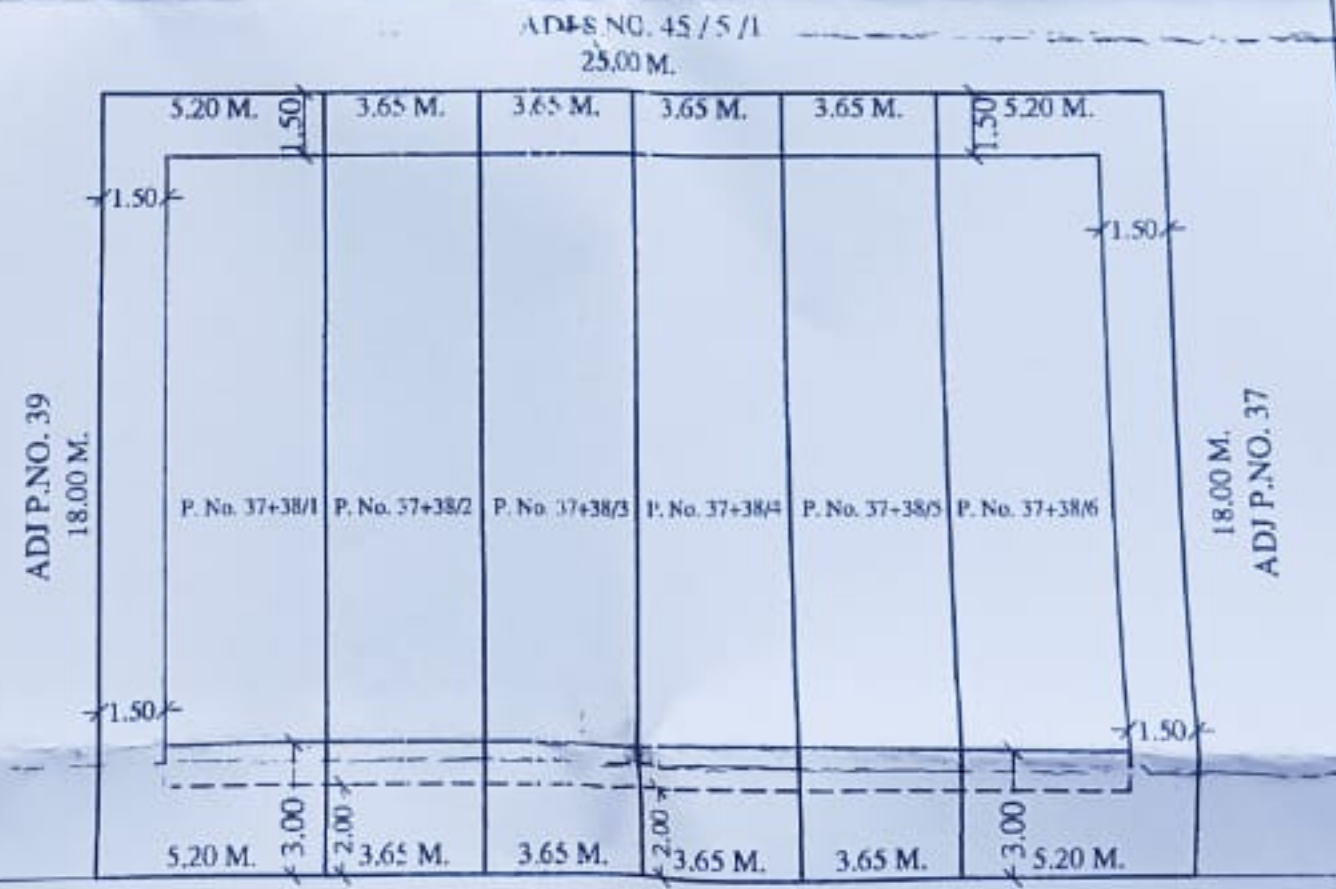 ADJ S NO. 45 / 5 /1
25.00 M.
5.20 M. 1.50 3.65 M. 3.65 M. 3.65 M. 3.65 M. 1.50 5.20 M.
1.50
1.50
ADJ P.NO. 39
18.00 M.
18.00 M.
ADJ P.NO. 37
P. No. 37+38/1 P. No. 37+38/2 P. No. 37+38/3 P. No. 37+38/4 P. No. 37+38/5 P. No. 37+38/6
1.50
1.50
5.20 M. 3.00 2.00 3.65 M. 3.65 M. 2.00 3.65 M. 3.65 M. 3.00 5.20 M.